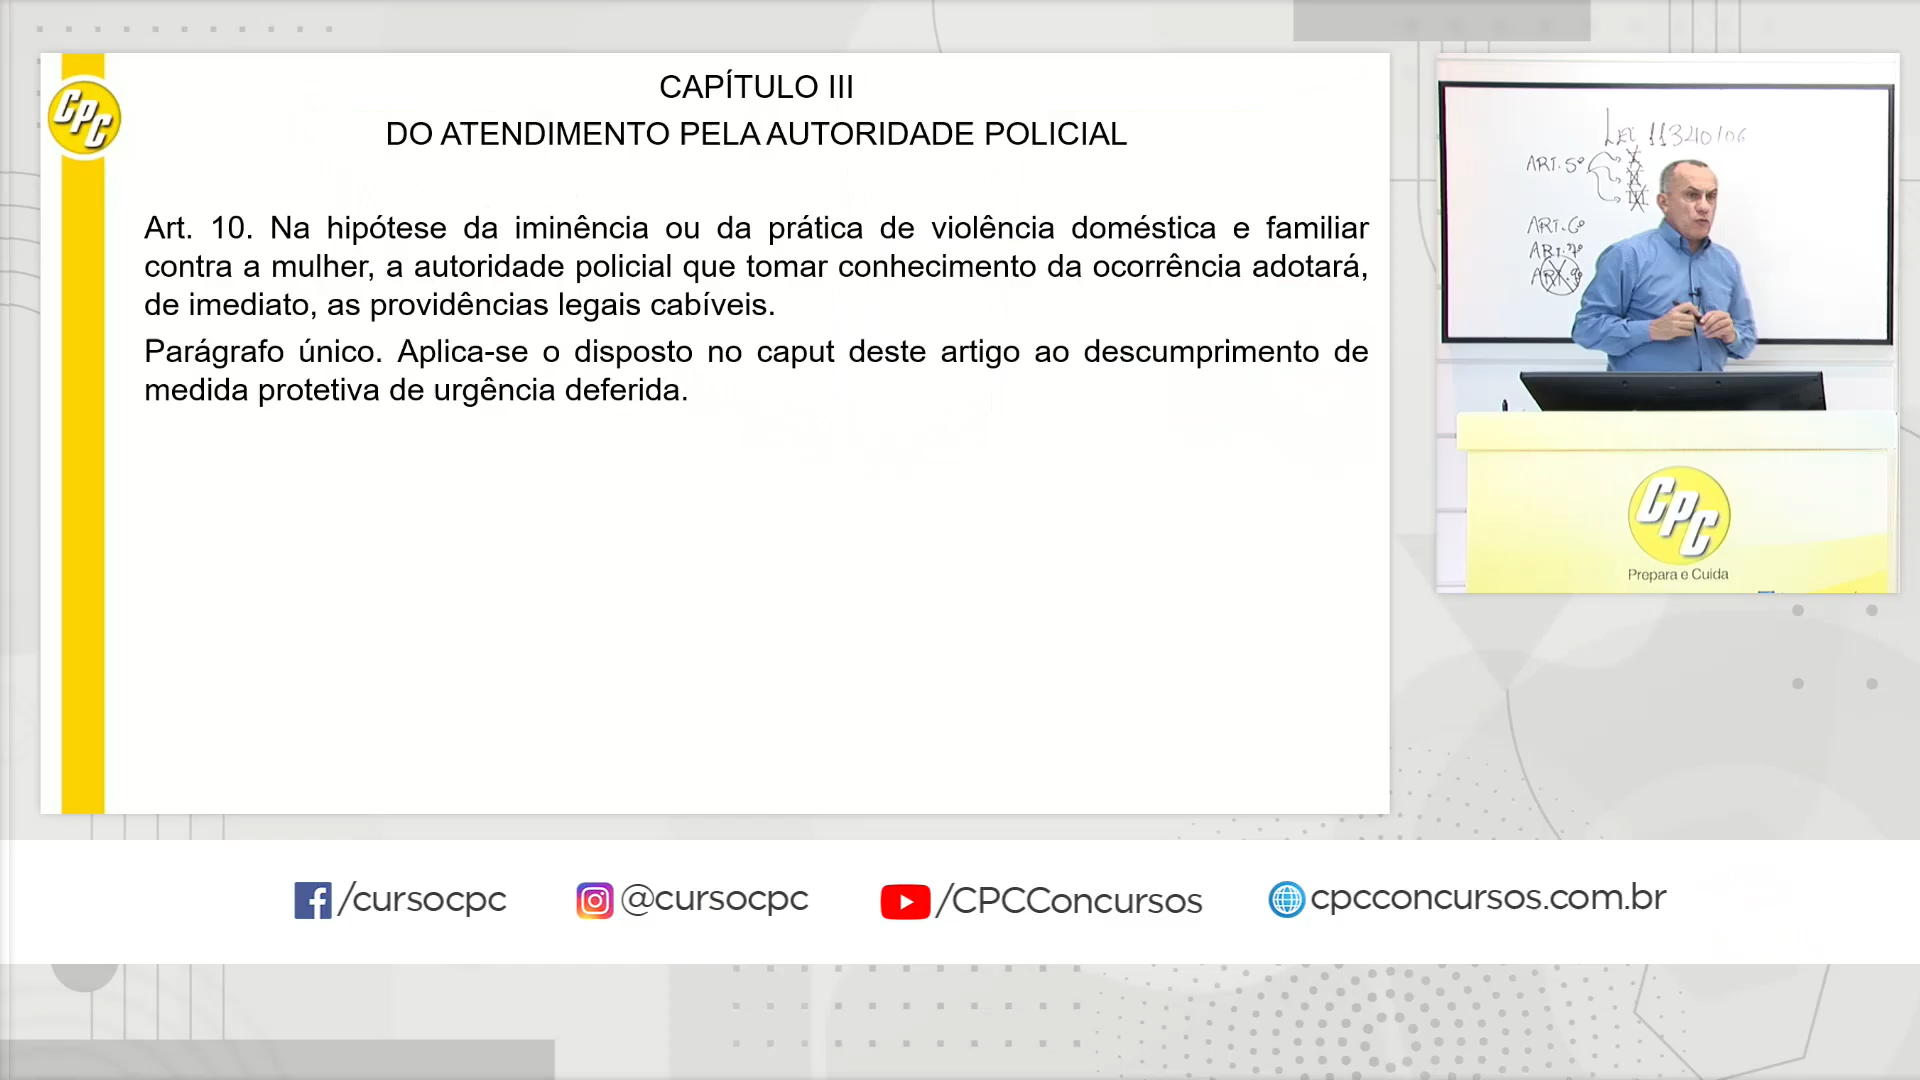 CPC
CAPÍTULO III
DO ATENDIMENTO PELA AUTORIDADE POLICIAL
Art. 10. Na hipótese da iminência ou da prática de violência doméstica e familiar
contra a mulher, a autoridade policial que tomar conhecimento da ocorrência adotará,
de imediato, as providências legais cabíveis.
Parágrafo único. Aplica-se o disposto no caput deste artigo ao descumprimento de
medida protetiva de urgência deferida.
LEI 11340/06
ART. 5º
ART. 6º
ART. 7º
CPC
Prepara e Cuida
/cursocpc
@cursocpc
/CPCConcursos
cpcconcursos.com.br